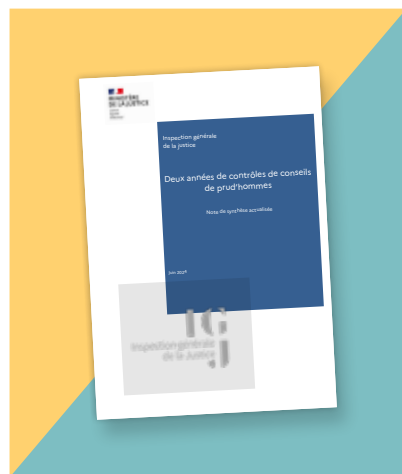 MINISTÈRE
DE LA JUSTICE
Inspection générale
de la justice
Deux années de contrôles de conseils
de prud'hommes
Note de synthèse actualisée
IGJ
Inspection générale
de la Justice